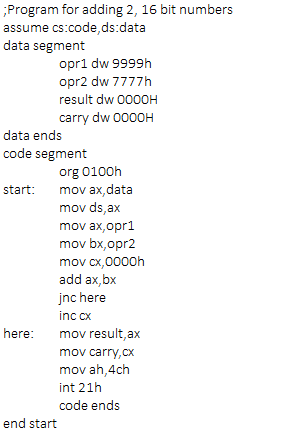 ;Program for adding 2, 16 bit numbers
assume cs:code,ds:data
data segment
opr1 dw 9999h
opr2 dw 7777h
result dw 0000H
carry dw 0000H
data ends
code segment
org 0100h
start: mov ax,data
mov ds,ax
mov ax,opr1
mov bx,opr2
mov cx,0000h
add ax,bx
jnc here
inc cx
here: mov result,ax
mov carry,cx
mov ah,4ch
int 21h
code ends
end start